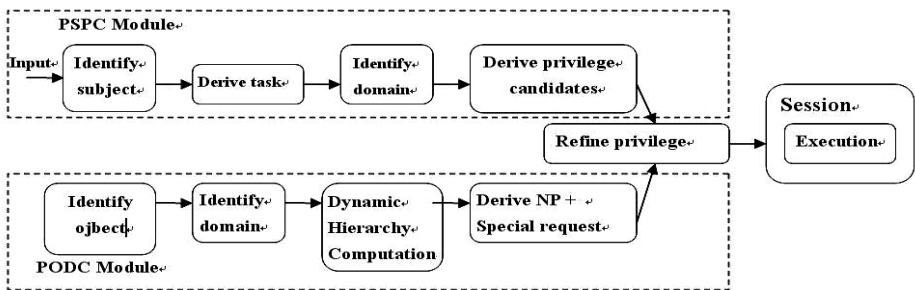 PSPC Module
Input
Identify
subject
Derive task
Identify
domain
Derive privilege
candidates
Refine privilege
Session
Execution
Identify
ojbect
Identify
domain
Dynamic
Hierarchy
Computation
Derive NP +
Special request
PODC Module